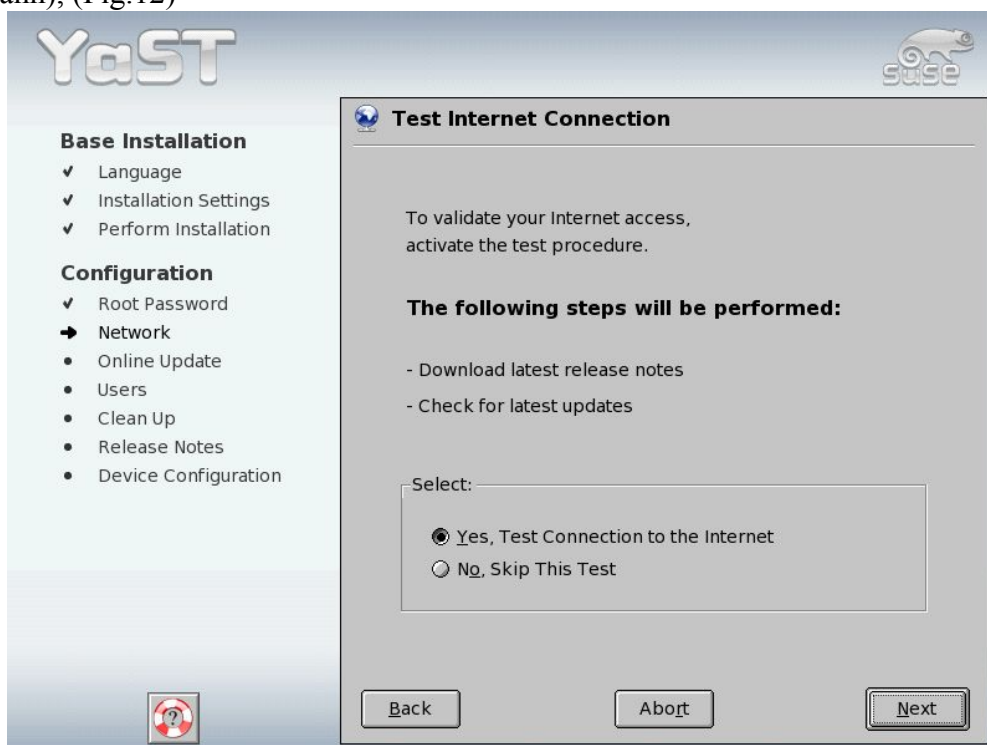 (Fig.12)
YaST
suse
Base Installation
Language
Installation Settings
Perform Installation
Configuration
Root Password
Network
Online Update
Users
Clean Up
Release Notes
Device Configuration
Test Internet Connection
To validate your Internet access,
activate the test procedure.
The following steps will be performed:
- Download latest release notes
- Check for latest updates
Select:
Yes, Test Connection to the Internet
No, Skip This Test
Back
Abort
Next
?